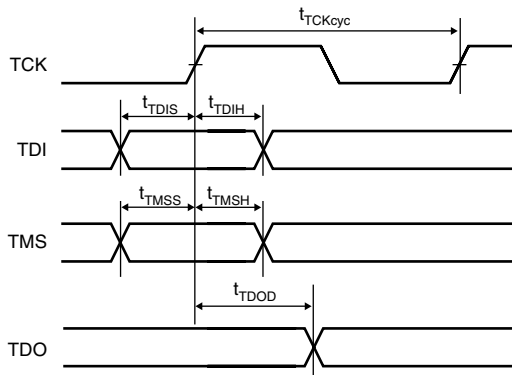 tTCKcyc
TCK
tTDIS tTDIH
TDI
tTMSS tTMSH
TMS
tTDOD
TDO